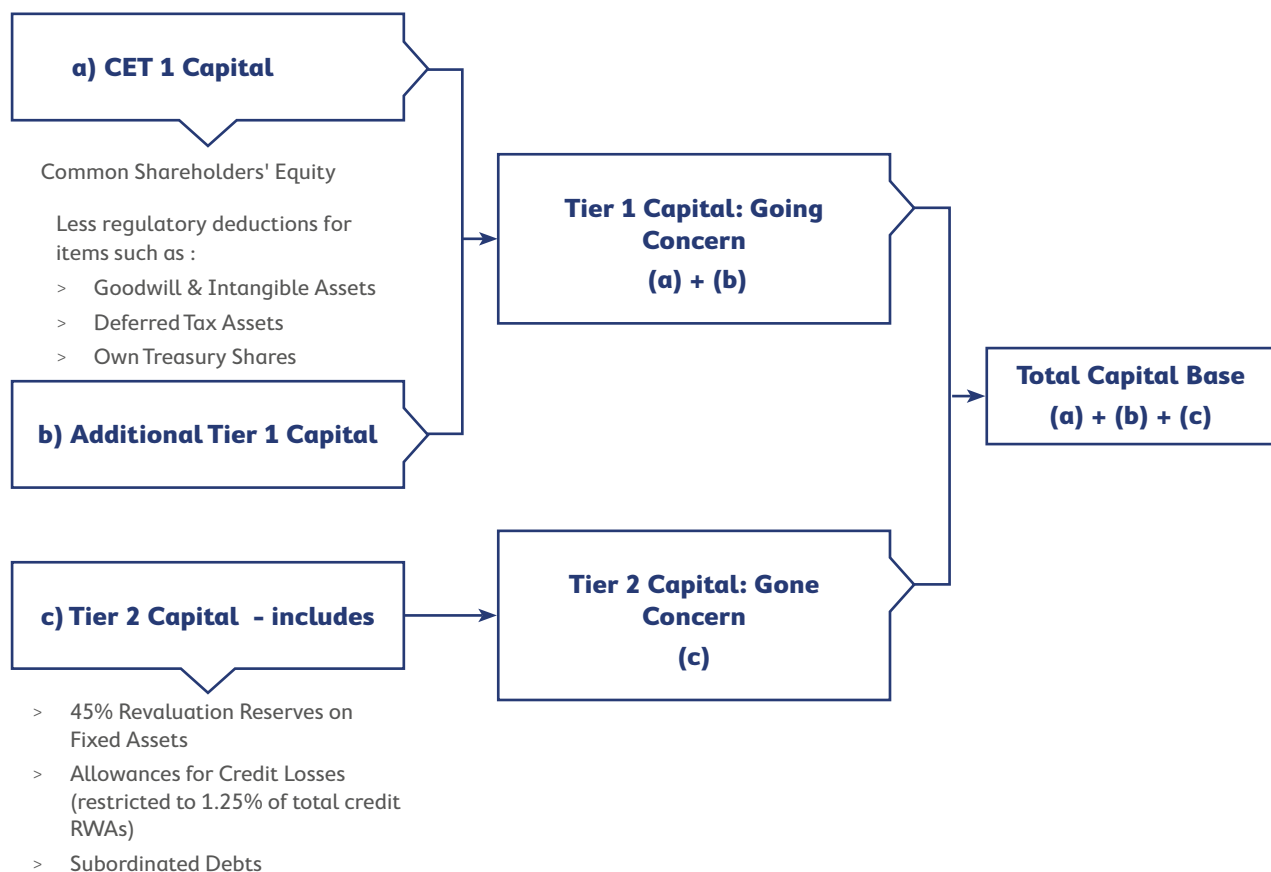 a) CET 1 Capital
Common Shareholders' Equity
Less regulatory deductions for
items such as :
> Goodwill & Intangible Assets
> Deferred Tax Assets
> Own Treasury Shares
b) Additional Tier 1 Capital
Tier 1 Capital: Going
Concern
(a) + (b)
c) Tier 2 Capital - includes
> 45% Revaluation Reserves on
Fixed Assets
> Allowances for Credit Losses
(restricted to 1.25% of total credit
RWAs)
> Subordinated Debts
Tier 2 Capital: Gone
Concern
(c)
Total Capital Base
(a) + (b) + (c)